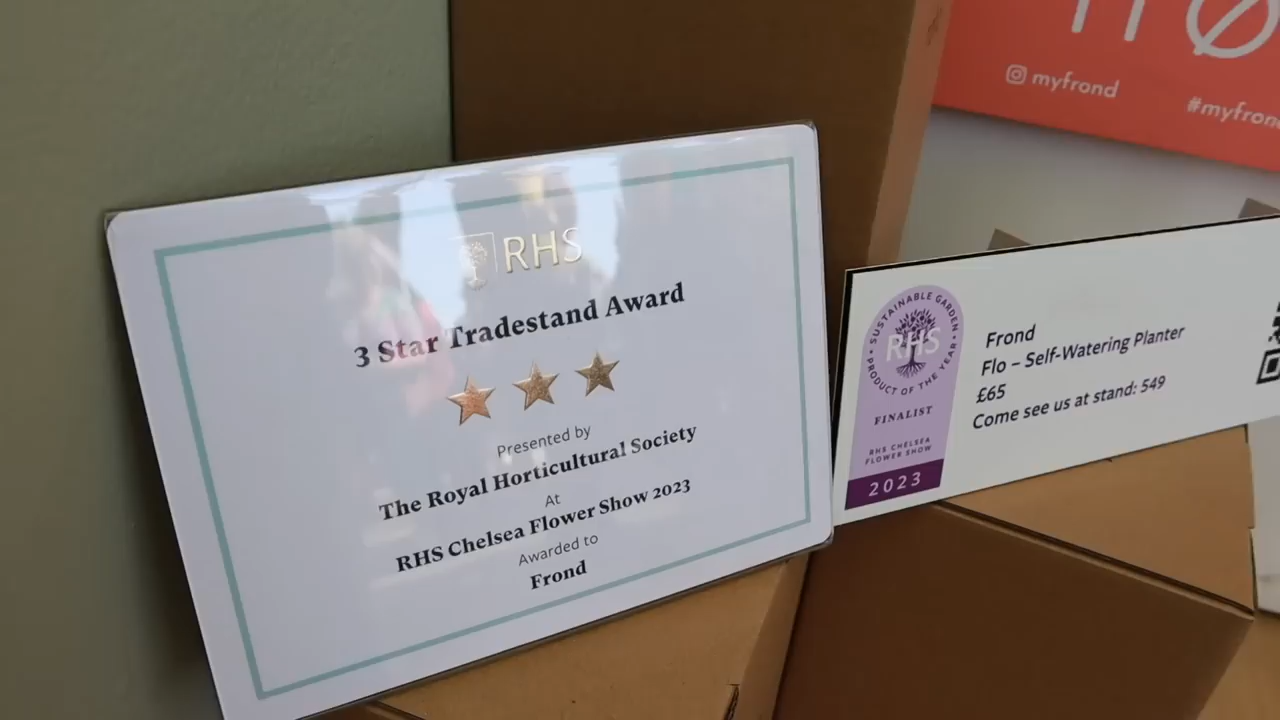 myfrond
RHS
3 Star Tradestand Award
Presented by
The Royal Horticultural Society
At
RHS Chelsea Flower Show 2023
Awarded to
Frond
SUSTAINABLE GARDEN
RHS
PRODUCT OF THE YEAR
FINALIST
RHS CHELSEA
FLOWER SHOW
2023
Frond
Flo – Self-Watering Planter
£65
Come see us at stand: 549